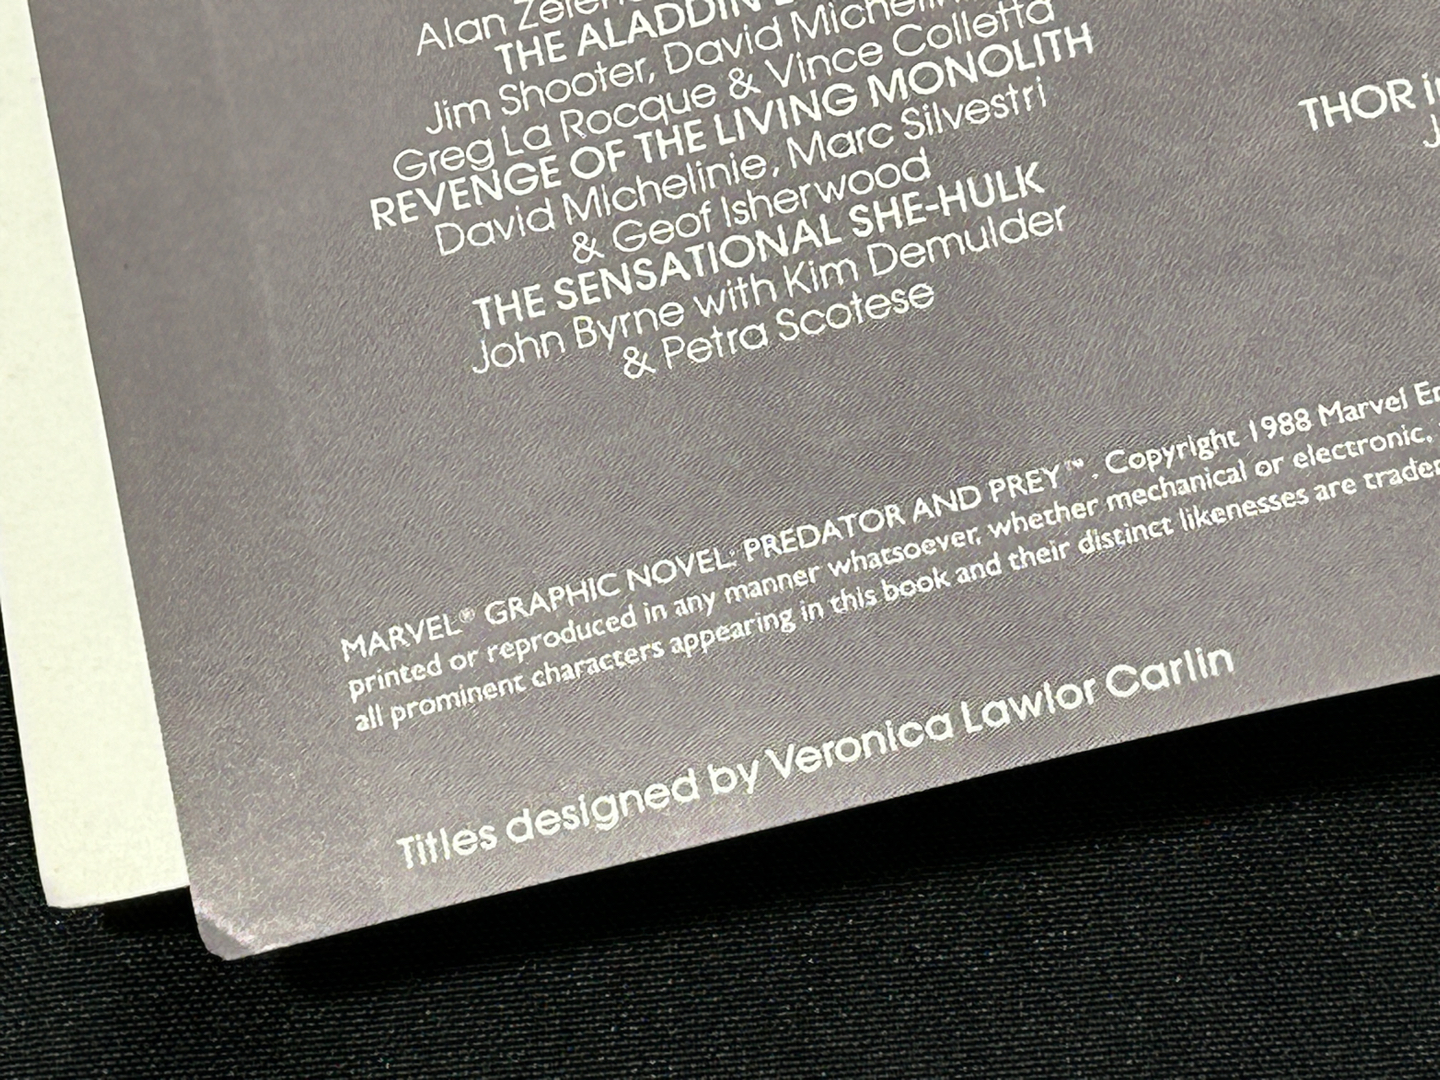 Alan
THE ALADDIN
Jim Shooter, David
Greg La Rocque & Vince Colletta
REVENGE OF THE LIVING MONOLITH
David Michelinie, Marc Silvestri
& Geof Isherwood
THE SENSATIONAL SHE-HULK
John Byrne with Kim Demulder
& Petra Scotese
THOR
MARVEL® GRAPHIC NOVEL: PREDATOR AND PREY™. Copyright 1988 Marvel
printed or reproduced in any manner whatsoever, whether mechanical or electronic,
all prominent characters appearing in this book and their distinct likenesses are
Titles designed by Veronica Lawlor Carlin